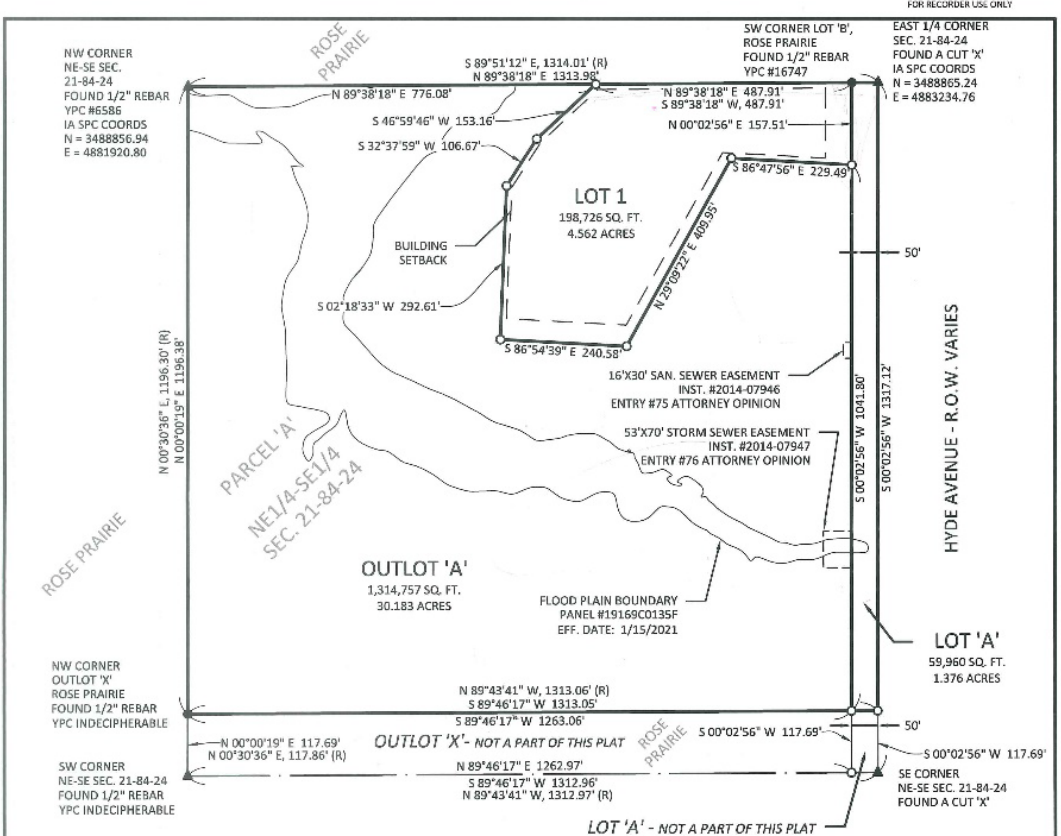 FOR RECORDER USE ONLY
NW CORNER
NE-SE SEC.
21-84-24
FOUND 1/2" REBAR
YPC #6586
IA SPC COORDS
N = 3488856.94
E = 4881920.80
ROSE
PRAIRIE
S 89°51'12" E, 1314.01' (R)
N 89°38'18" E 1313.98'
SW CORNER LOT 'B',
ROSE PRAIRIE
FOUND 1/2" REBAR
YPC #16747
EAST 1/4 CORNER
SEC. 21-84-24
FOUND A CUT 'X'
IA SPC COORDS
N = 3488865.24
E = 4883234.76
N 89°38'18" E 776.08'
N 89°38'18" E 487.91'
S 89°38'18" W, 487.91'
S 46°59'46" W 153.16'
N 00°02'56" E 157.51'
S 32°37'59" W 106.67'
S 86°47'56" E 229.49'
LOT 1
198,726 SQ. FT.
4.562 ACRES
BUILDING
SETBACK
N 29°09'22" E 409.95'
50'
S 02°18'33" W 292.61'
S 86°54'39" E 240.58'
N 00°30'36" E, 1196.30' (R)
N 00°00'19" E 1196.38'
16'X30' SAN. SEWER EASEMENT
INST. #2014-07946
ENTRY #75 ATTORNEY OPINION
53'X70' STORM SEWER EASEMENT
INST. #2014-07947
ENTRY #76 ATTORNEY OPINION
S 00°02'56" W 1041.80'
S 00°02'56" W 1317.12'
HYDE AVENUE - R.O.W. VARIES
PARCEL 'A'
NE1/4-SE1/4
SEC. 21-84-24
ROSE PRAIRIE
OUTLOT 'A'
1,314,757 SQ. FT.
30.183 ACRES
FLOOD PLAIN BOUNDARY
PANEL #19169C0135F
EFF. DATE: 1/15/2021
LOT 'A'
59,960 SQ. FT.
1.376 ACRES
NW CORNER
OUTLOT 'X'
ROSE PRAIRIE
FOUND 1/2" REBAR
YPC INDECIPHERABLE
N 89°43'41" W, 1313.06' (R)
S 89°46'17" W 1313.05'
S 89°46'17" W 1263.06'
N 00°00'19" E 117.69'
N 00°30'36" E, 117.86' (R)
OUTLOT 'X'- NOT A PART OF THIS PLAT
ROSE
PRAIRIE
S 00°02'56" W 117.69'
50'
S 00°02'56" W 117.69'
SW CORNER
NE-SE SEC. 21-84-24
FOUND 1/2" REBAR
YPC INDECIPHERABLE
N 89°46'17" E 1262.97'
S 89°46'17" W 1312.96'
N 89°43'41" W, 1312.97' (R)
SE CORNER
NE-SE SEC. 21-84-24
FOUND A CUT 'X'
LOT 'A' - NOT A PART OF THIS PLAT